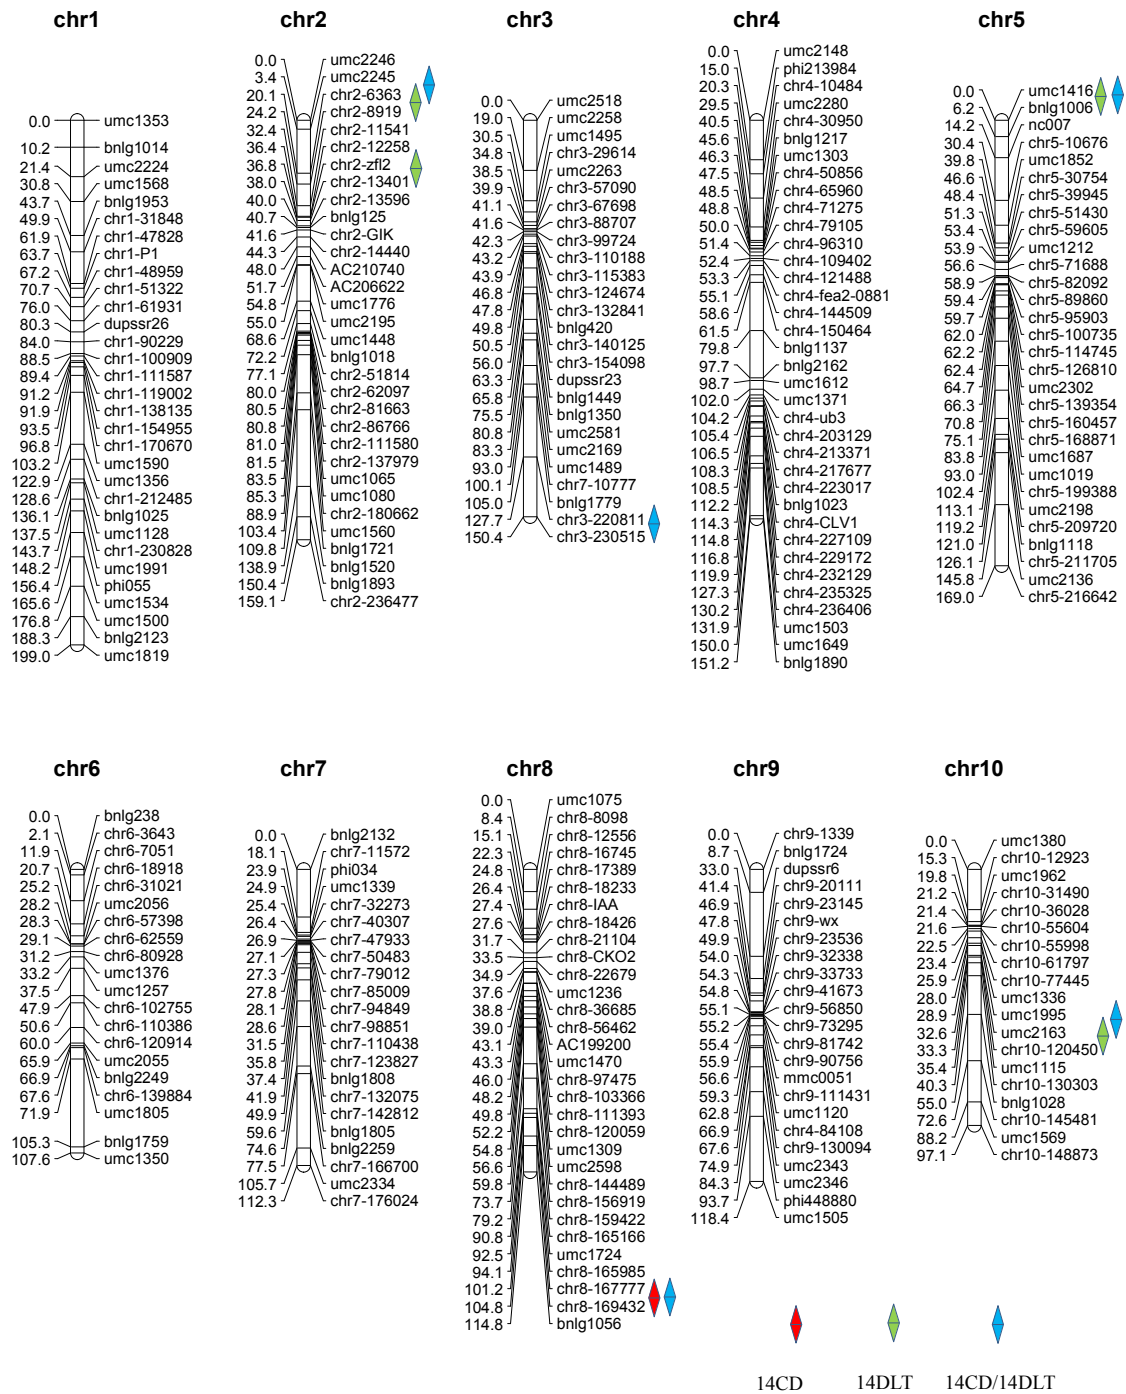 chr1
0.0 umc1353
10.2 bnlg1014
21.4 umc2224
30.8 umc1568
43.7 bnlg1953
49.9 chr1-31848
61.9 chr1-47828
63.7 chr1-P1
67.2 chr1-48959
70.7 chr1-51322
76.0 chr1-61931
80.3 dupssr26
84.0 chr1-90229
88.5 chr1-100909
89.4 chr1-111587
91.2 chr1-119002
91.9 chr1-138135
93.5 chr1-154955
96.8 chr1-170670
103.2 umc1590
122.9 umc1356
128.6 chr1-212485
136.1 bnlg1025
137.5 umc1128
143.7 chr1-230828
148.2 umc1991
156.4 phi055
165.6 umc1534
176.8 umc1500
188.3 bnlg2123
199.0 umc1819
chr2
0.0 umc2246
3.4 umc2245
20.1 chr2-6363
24.2 chr2-8919
32.4 chr2-11541
36.4 chr2-12258
36.8 chr2-zfl2
38.0 chr2-13401
40.0 chr2-13596
40.7 bnlg125
41.6 chr2-GIK
44.3 chr2-14440
48.0 AC210740
51.7 AC206622
54.8 umc1776
55.0 umc2195
68.6 umc1448
72.2 bnlg1018
77.1 chr2-51814
80.0 chr2-62097
80.5 chr2-81663
80.8 chr2-86766
81.0 chr2-111580
81.5 chr2-137979
83.5 umc1065
85.3 umc1080
88.9 chr2-180662
103.4 umc1560
109.8 bnlg1721
138.9 bnlg1520
150.4 bnlg1893
159.1 chr2-236477
chr3
0.0 umc2518
19.0 umc2258
30.5 umc1495
34.8 chr3-29614
38.5 umc2263
39.9 chr3-57090
41.1 chr3-67698
41.6 chr3-88707
42.3 chr3-99724
43.2 chr3-110188
43.9 chr3-115383
46.8 chr3-124674
47.8 chr3-132841
49.8 bnlg420
50.5 chr3-140125
56.0 chr3-154098
63.3 dupssr23
65.8 bnlg1449
75.5 bnlg1350
80.8 umc2581
83.3 umc2169
93.0 umc1489
100.1 chr7-10777
105.0 bnlg1779
127.7 chr3-220811
150.4 chr3-230515
chr4
0.0 umc2148
15.0 phi213984
20.3 chr4-10484
29.5 umc2280
40.5 chr4-30950
45.6 bnlg1217
46.3 umc1303
47.5 chr4-50856
48.5 chr4-65960
48.8 chr4-71275
50.0 chr4-79105
51.4 chr4-96310
52.4 chr4-109402
53.3 chr4-121488
55.1 chr4-fea2-0881
58.6 chr4-144509
61.5 chr4-150464
79.8 bnlg1137
97.7 bnlg2162
98.7 umc1612
102.0 umc1371
104.2 chr4-ub3
105.4 chr4-203129
106.5 chr4-213371
108.3 chr4-217677
108.5 chr4-223017
112.2 bnlg1023
114.3 chr4-CLV1
114.8 chr4-227109
116.8 chr4-229172
119.9 chr4-232129
127.3 chr4-235325
130.2 chr4-236406
131.9 umc1503
150.0 umc1649
151.2 bnlg1890
chr5
0.0 umc1416
6.2 bnlg1006
14.2 nc007
30.4 chr5-10676
39.8 umc1852
46.6 chr5-30754
48.4 chr5-39945
51.3 chr5-51430
53.4 chr5-59605
53.9 umc1212
56.6 chr5-71688
58.9 chr5-82092
59.4 chr5-89860
59.7 chr5-95903
62.0 chr5-100735
62.2 chr5-114745
62.4 chr5-126810
64.7 umc2302
66.3 chr5-139354
70.8 chr5-160457
75.1 chr5-168871
83.8 umc1687
93.0 umc1019
102.4 chr5-199388
113.1 umc2198
119.2 chr5-209720
121.0 bnlg1118
126.1 chr5-211705
145.8 umc2136
169.0 chr5-216642
chr6
0.0 bnlg238
2.1 chr6-3643
11.9 chr6-7051
20.7 chr6-18918
25.2 chr6-31021
28.2 umc2056
28.3 chr6-57398
29.1 chr6-62559
31.2 chr6-80928
33.2 umc1376
37.5 umc1257
47.9 chr6-102755
50.6 chr6-110386
60.0 chr6-120914
65.9 umc2055
66.9 bnlg2249
67.6 chr6-139884
71.9 umc1805
105.3 bnlg1759
107.6 umc1350
chr7
0.0 bnlg2132
18.1 chr7-11572
23.9 phi034
24.9 umc1339
25.4 chr7-32273
26.4 chr7-40307
26.9 chr7-47933
27.1 chr7-50483
27.3 chr7-79012
27.8 chr7-85009
28.1 chr7-94849
28.6 chr7-98851
31.5 chr7-110438
35.8 chr7-123827
37.4 bnlg1808
41.9 chr7-132075
49.9 chr7-142812
59.6 bnlg1805
74.6 bnlg2259
77.5 chr7-166700
105.7 umc2334
112.3 chr7-176024
chr8
0.0 umc1075
8.4 chr8-8098
15.1 chr8-12556
22.3 chr8-16745
24.8 chr8-17389
26.4 chr8-18233
27.4 chr8-IAA
27.6 chr8-18426
31.7 chr8-21104
33.5 chr8-CKO2
34.9 chr8-22679
37.6 umc1236
38.8 chr8-36685
39.0 chr8-56462
43.1 AC199200
43.3 umc1470
46.0 chr8-97475
48.2 chr8-103366
49.8 chr8-111393
52.2 chr8-120059
54.8 umc1309
56.6 umc2598
59.8 chr8-144489
73.7 chr8-156919
79.2 chr8-159422
90.8 chr8-165166
92.5 umc1724
94.1 chr8-165985
101.2 chr8-167777
104.8 chr8-169432
114.8 bnlg1056
chr9
0.0 chr9-1339
8.7 bnlg1724
33.0 dupssr6
41.4 chr9-20111
46.9 chr9-23145
47.8 chr9-wx
49.9 chr9-23536
54.0 chr9-32338
54.3 chr9-33733
54.8 chr9-41673
55.1 chr9-56850
55.2 chr9-73295
55.4 chr9-81742
55.9 chr9-90756
56.6 mmc0051
59.3 chr9-111431
62.8 umc1120
66.9 chr4-84108
67.6 chr9-130094
74.9 umc2343
84.3 umc2346
93.7 phi448880
118.4 umc1505
chr10
0.0 umc1380
15.3 chr10-12923
19.8 umc1962
21.2 chr10-31490
21.4 chr10-36028
21.6 chr10-55604
22.5 chr10-55998
23.4 chr10-61797
25.9 chr10-77445
28.0 umc1336
28.9 umc1995
32.6 umc2163
33.3 chr10-120450
35.4 umc1115
40.3 chr10-130303
55.0 bnlg1028
72.6 chr10-145481
88.2 umc1569
97.1 chr10-148873
14CD 14DLT 14CD/14DLT